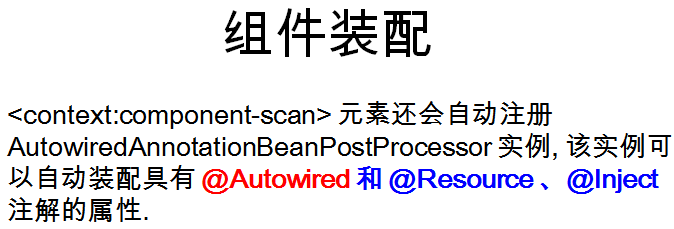 组件装配
<context:component-scan> 元素还会自动注册
AutowiredAnnotationBeanPostProcessor 实例, 该实例可
以自动装配具有 @Autowired 和 @Resource 、@Inject
注解的属性.